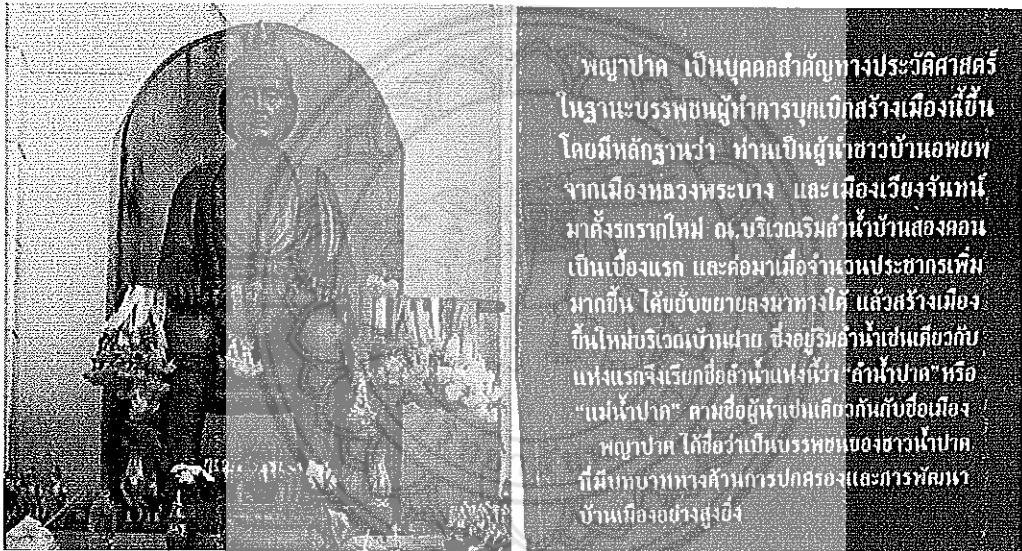 พญาปาด เป็นบุคคลสำคัญทางประวัติศาสตร์
ในฐานะบรรพชนผู้ทำการบุกเบิกสร้างเมืองนี้ขึ้น
โดยมีหลักฐานว่า ท่านเป็นผู้นำชาวบ้านอพยพ
จากเมืองหลวงพระบาง และเมืองเวียงจันทน์
มาตั้งรกรากใหม่ ณ.บริเวณริมลำน้ำบ้านสองคอน
เป็นเบื้องแรก และต่อมาเมื่อจำนวนประชากรเพิ่ม
มากขึ้น ได้ขยับขยายลงมาทางใต้ แล้วสร้างเมือง
ขึ้นใหม่บริเวณบ้านฝาย ซึ่งอยู่ริมลำน้ำเช่นเดียวกับ
แห่งแรกจึงเรียกชื่อลำน้ำแห่งนี้ว่า "ลำน้ำปาด"หรือ
"แม่น้ำปาด" ตามชื่อผู้นำเช่นเดียวกันกับชื่อเมือง
พญาปาด ได้ชื่อว่าเป็นบรรพชนของชาวน้ำปาด
ที่มีบทบาททางด้านการปกครองและการพัฒนา
บ้านเมืองอย่างสูงยิ่ง